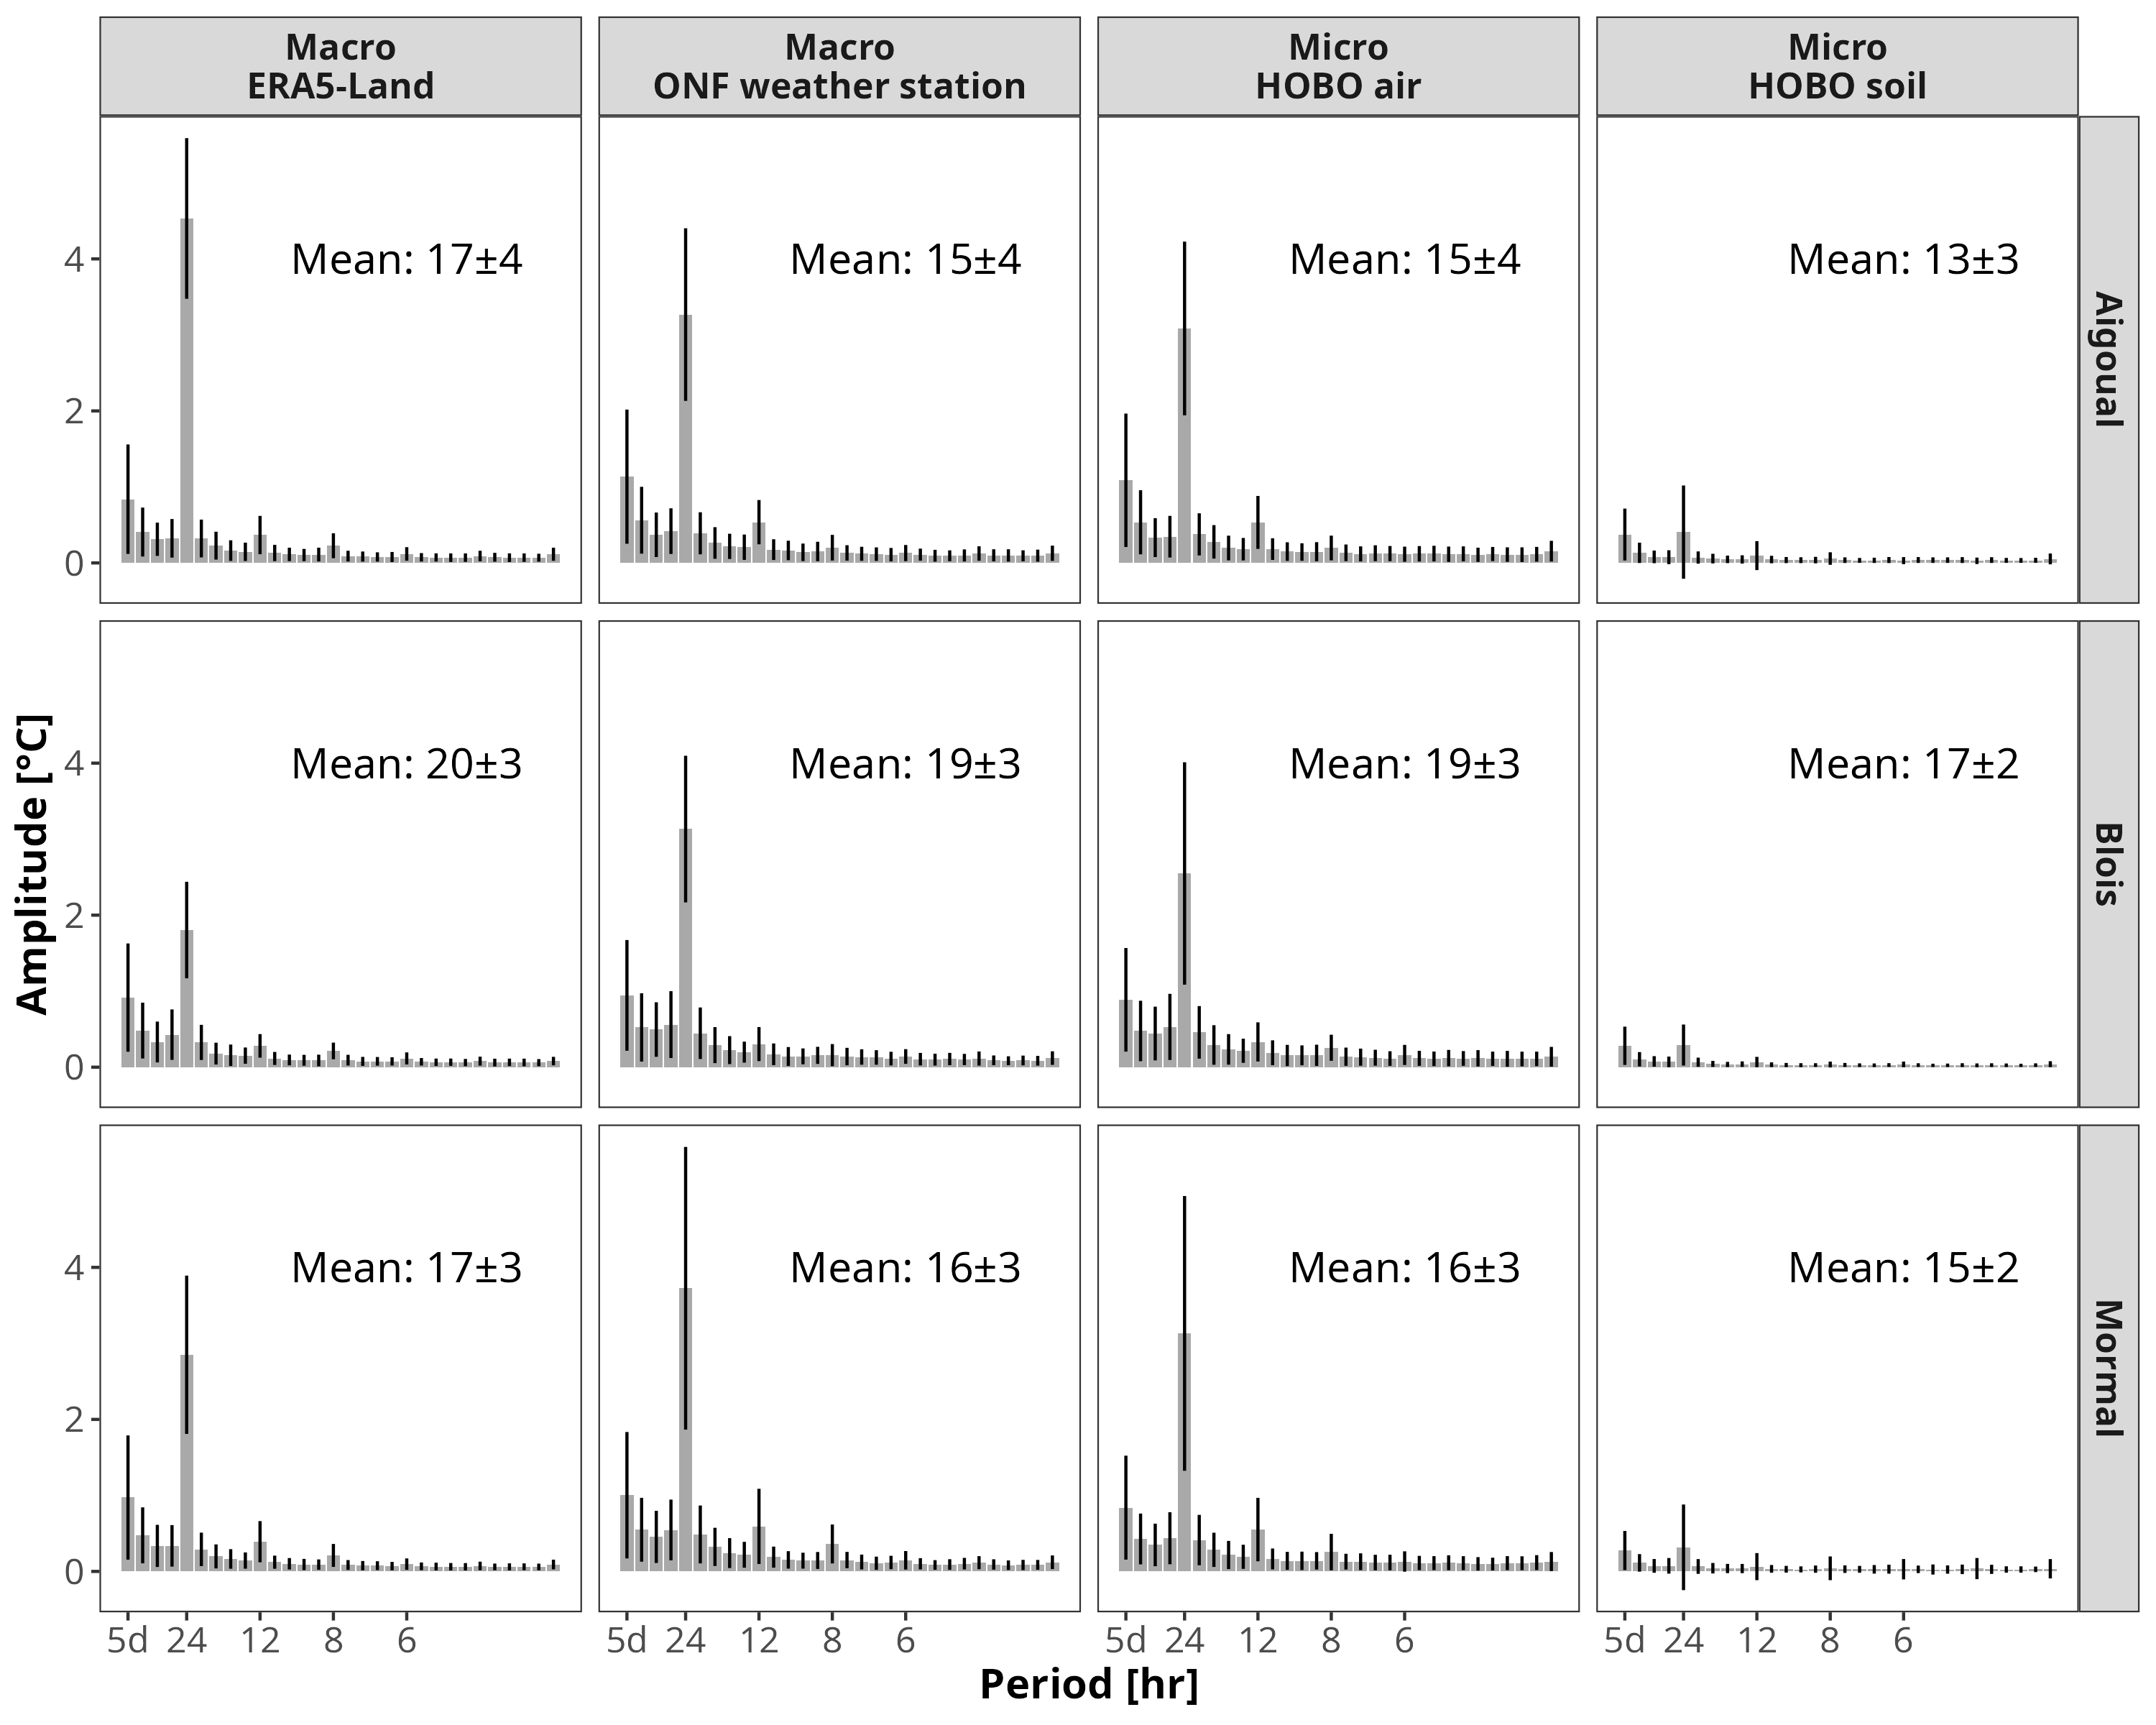 Macro
ERA5-Land
Macro
ONF weather station
Micro
HOBO air
Micro
HOBO soil
Amplitude [°C]
4
2
0
Mean: 17±4
Mean: 15±4
Mean: 15±4
Mean: 13±3
Aigoual
4
2
0
Mean: 20±3
Mean: 19±3
Mean: 19±3
Mean: 17±2
Blois
4
2
0
Mean: 17±3
Mean: 16±3
Mean: 16±3
Mean: 15±2
Mormal
5d 24 12 8 6
5d 24 12 8 6
5d 24 12 8 6
5d 24 12 8 6
Period [hr]